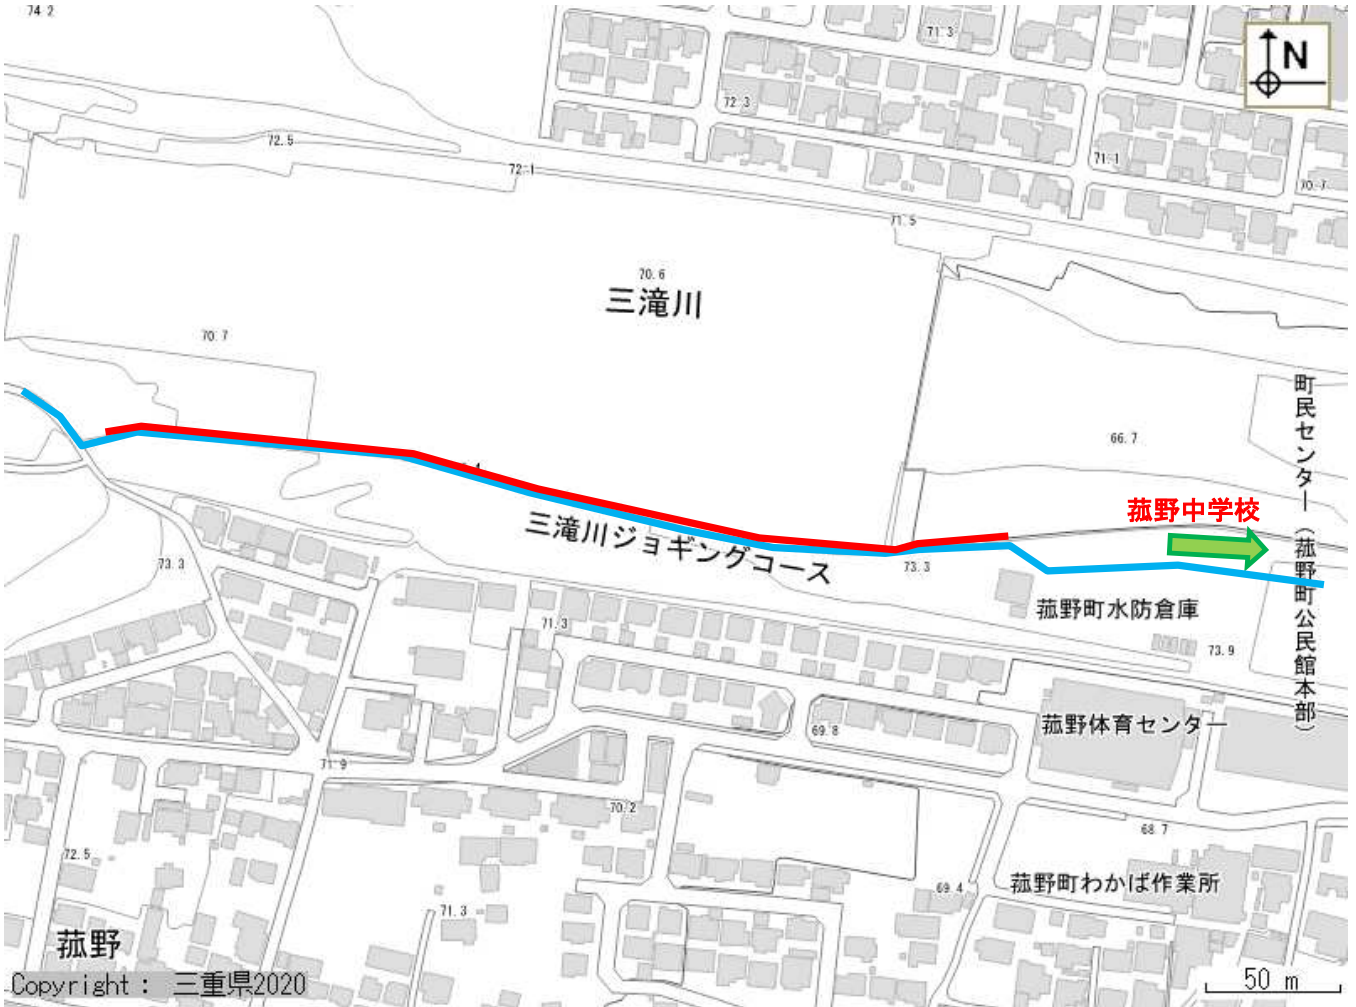 74.2
71.3
N
72.3
72.5
71.1
72.1
70.7
71.5
70.6
三滝川
70.7
町民センター（菰野町公民館本部）
66.7
菰野中学校
三滝川ジョギングコース
73.3
73.3
菰野町水防倉庫
71.3
73.9
69.8
菰野体育センター
71.9
70.2
68.7
72.5
菰野町わかば作業所
69.4
71.3
菰野
Copyright : 三重県2020
50 m